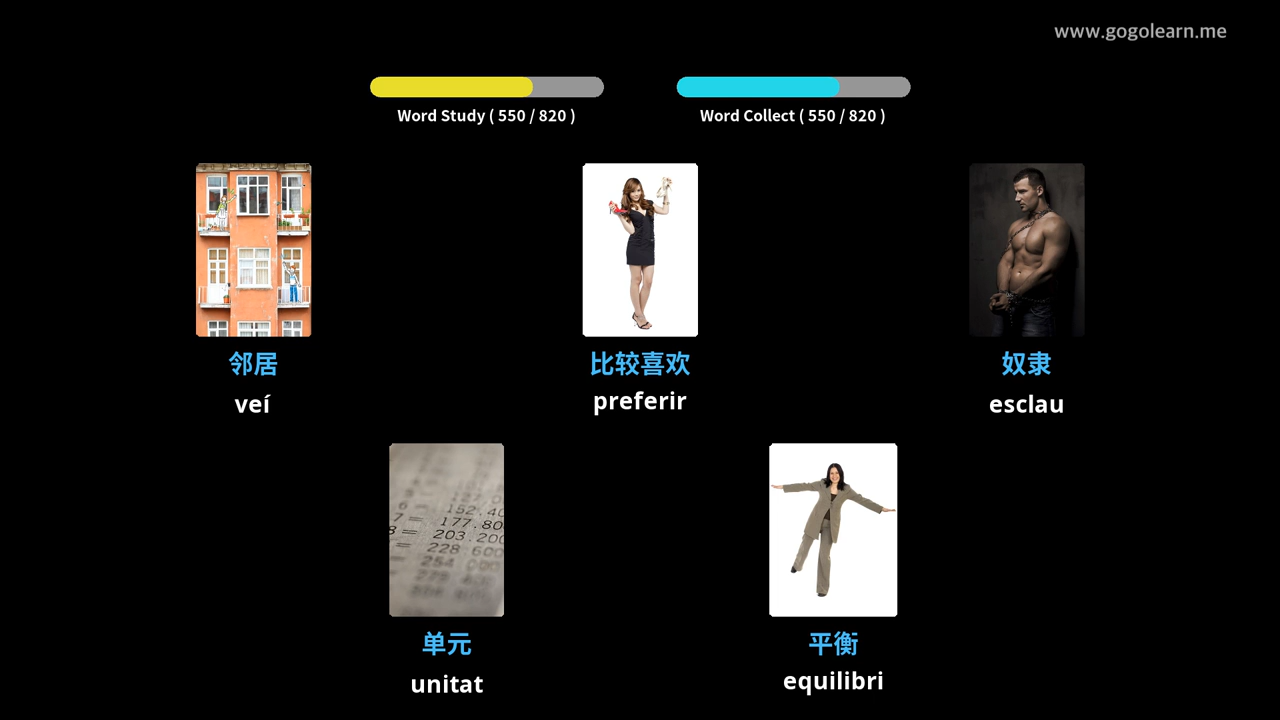 www.gogolearn.me
Word Study ( 550 / 820 )
Word Collect ( 550 / 820 )
邻居
veí
比较喜欢
preferir
奴隶
esclau
单元
unitat
平衡
equilibri